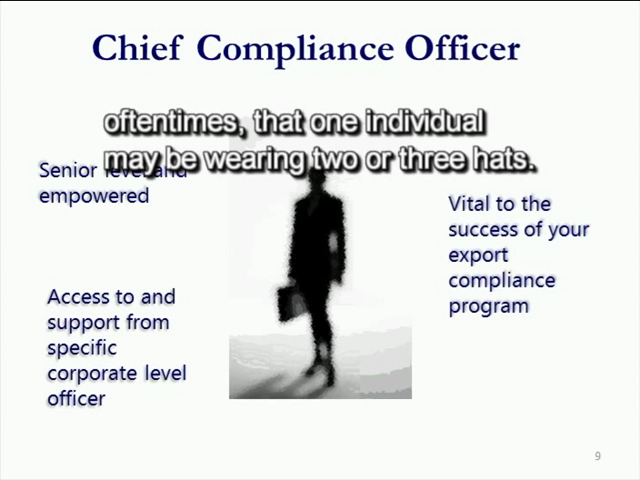 Chief Compliance Officer
oftentimes, that one individual
may be wearing two or three hats.
Senior level and
empowered
Vital to the
success of your
export
compliance
program
Access to and
support from
specific
corporate level
officer
9